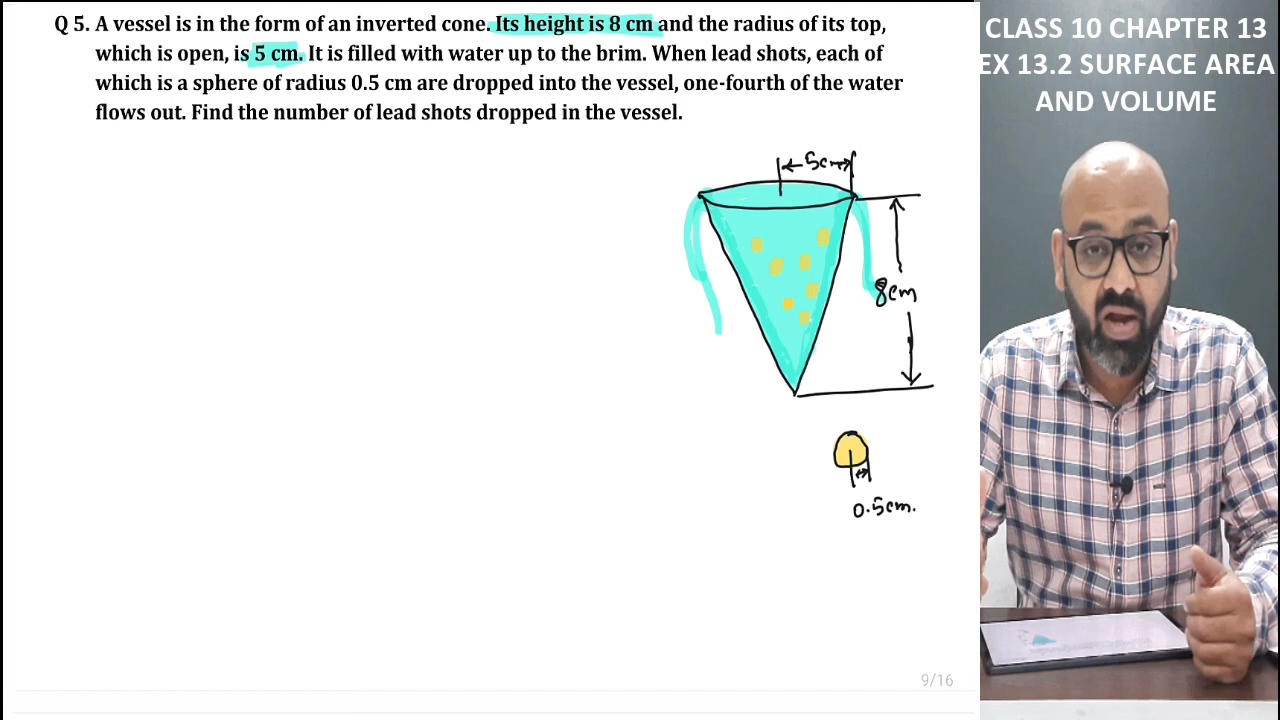 Q 5. A vessel is in the form of an inverted cone. Its height is 8 cm and the radius of its top,
which is open, is 5 cm. It is filled with water up to the brim. When lead shots, each of
which is a sphere of radius 0.5 cm are dropped into the vessel, one-fourth of the water
flows out. Find the number of lead shots dropped in the vessel.
CLASS 10 CHAPTER 13
EX 13.2 SURFACE AREA
AND VOLUME
5cm
8cm
0.5cm.
9/16